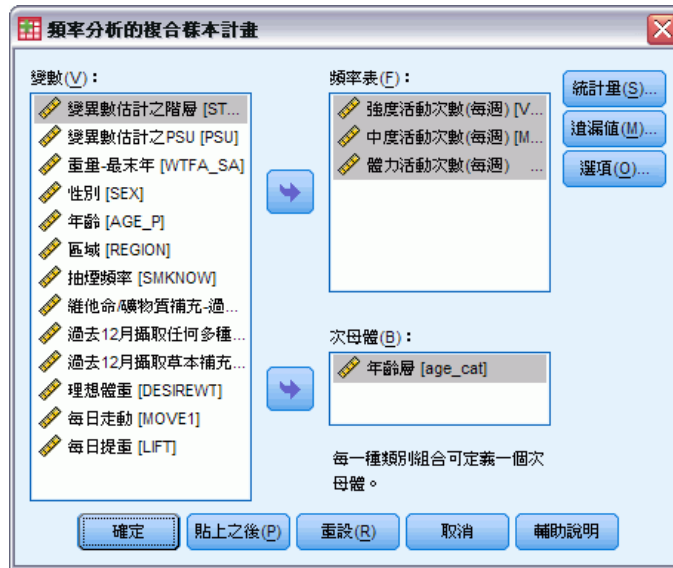 頻率分析的複合樣本計畫
變數(V):
變異數估計之階層 [ST...
變異數估計之PSU [PSU]
重量-最末年 [WTFA_SA]
性別 [SEX]
年齡 [AGE_P]
區域 [REGION]
抽煙頻率 [SMKNOW]
維他命/礦物質補充-過...
過去12月攝取任何多種...
過去12月攝取草本補充...
理想體重 [DESIREWT]
每日走動 [MOVE1]
每日提重 [LIFT]
頻率表(F):
強度活動次數(每週) [V...
中度活動次數(每週) [M...
體力活動次數(每週) ...
次母體(B):
年齡層 [age_cat]
每一種類別組合可定義一個次
母體。
統計量(S)...
遺漏值(M)...
選項(O)...
確定
貼上之後(P)
重設(R)
取消
輔助說明